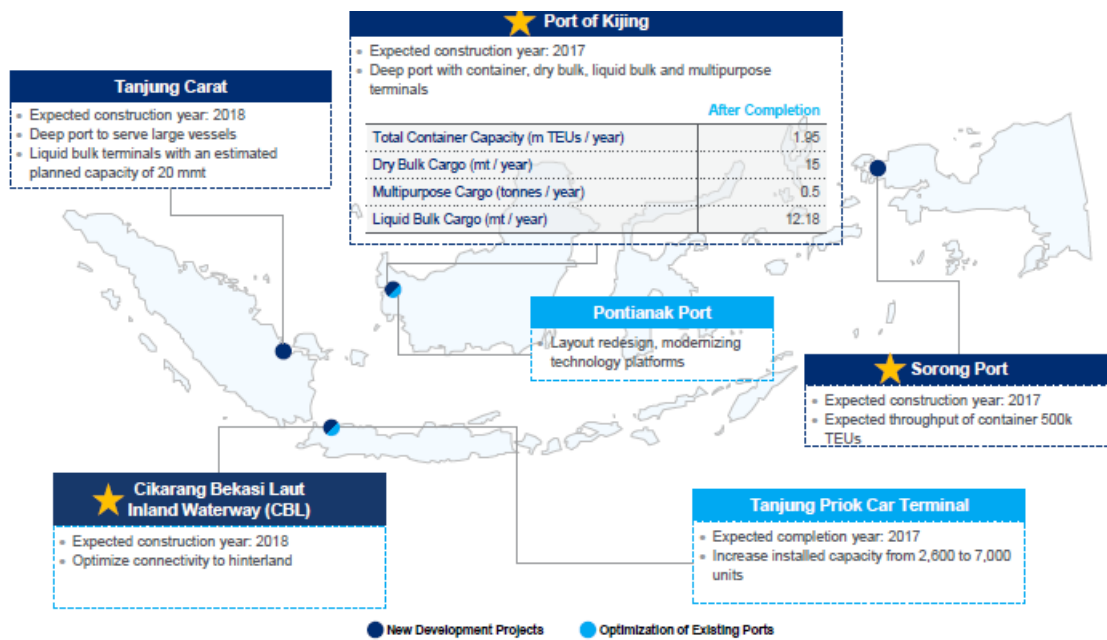 Port of Kijing
Expected construction year: 2017
Deep port with container, dry bulk, liquid bulk and multipurpose
terminals
After Completion
Total Container Capacity (m TEUs / year) 1.95
Dry Bulk Cargo (mt / year) 15
Multipurpose Cargo (tonnes / year) 0.5
Liquid Bulk Cargo (mt / year) 12.18
Tanjung Carat
Expected construction year: 2018
Deep port to serve large vessels
Liquid bulk terminals with an estimated
planned capacity of 20 mmt
Pontianak Port
Layout redesign, modernizing
technology platforms
Sorong Port
Expected construction year: 2017
Expected throughput of container 500k
TEUs
Cikarang Bekasi Laut
Inland Waterway (CBL)
Expected construction year: 2018
Optimize connectivity to hinterland
Tanjung Priok Car Terminal
Expected completion year: 2017
Increase installed capacity from 2,600 to 7,000
units
New Development Projects
Optimization of Existing Ports